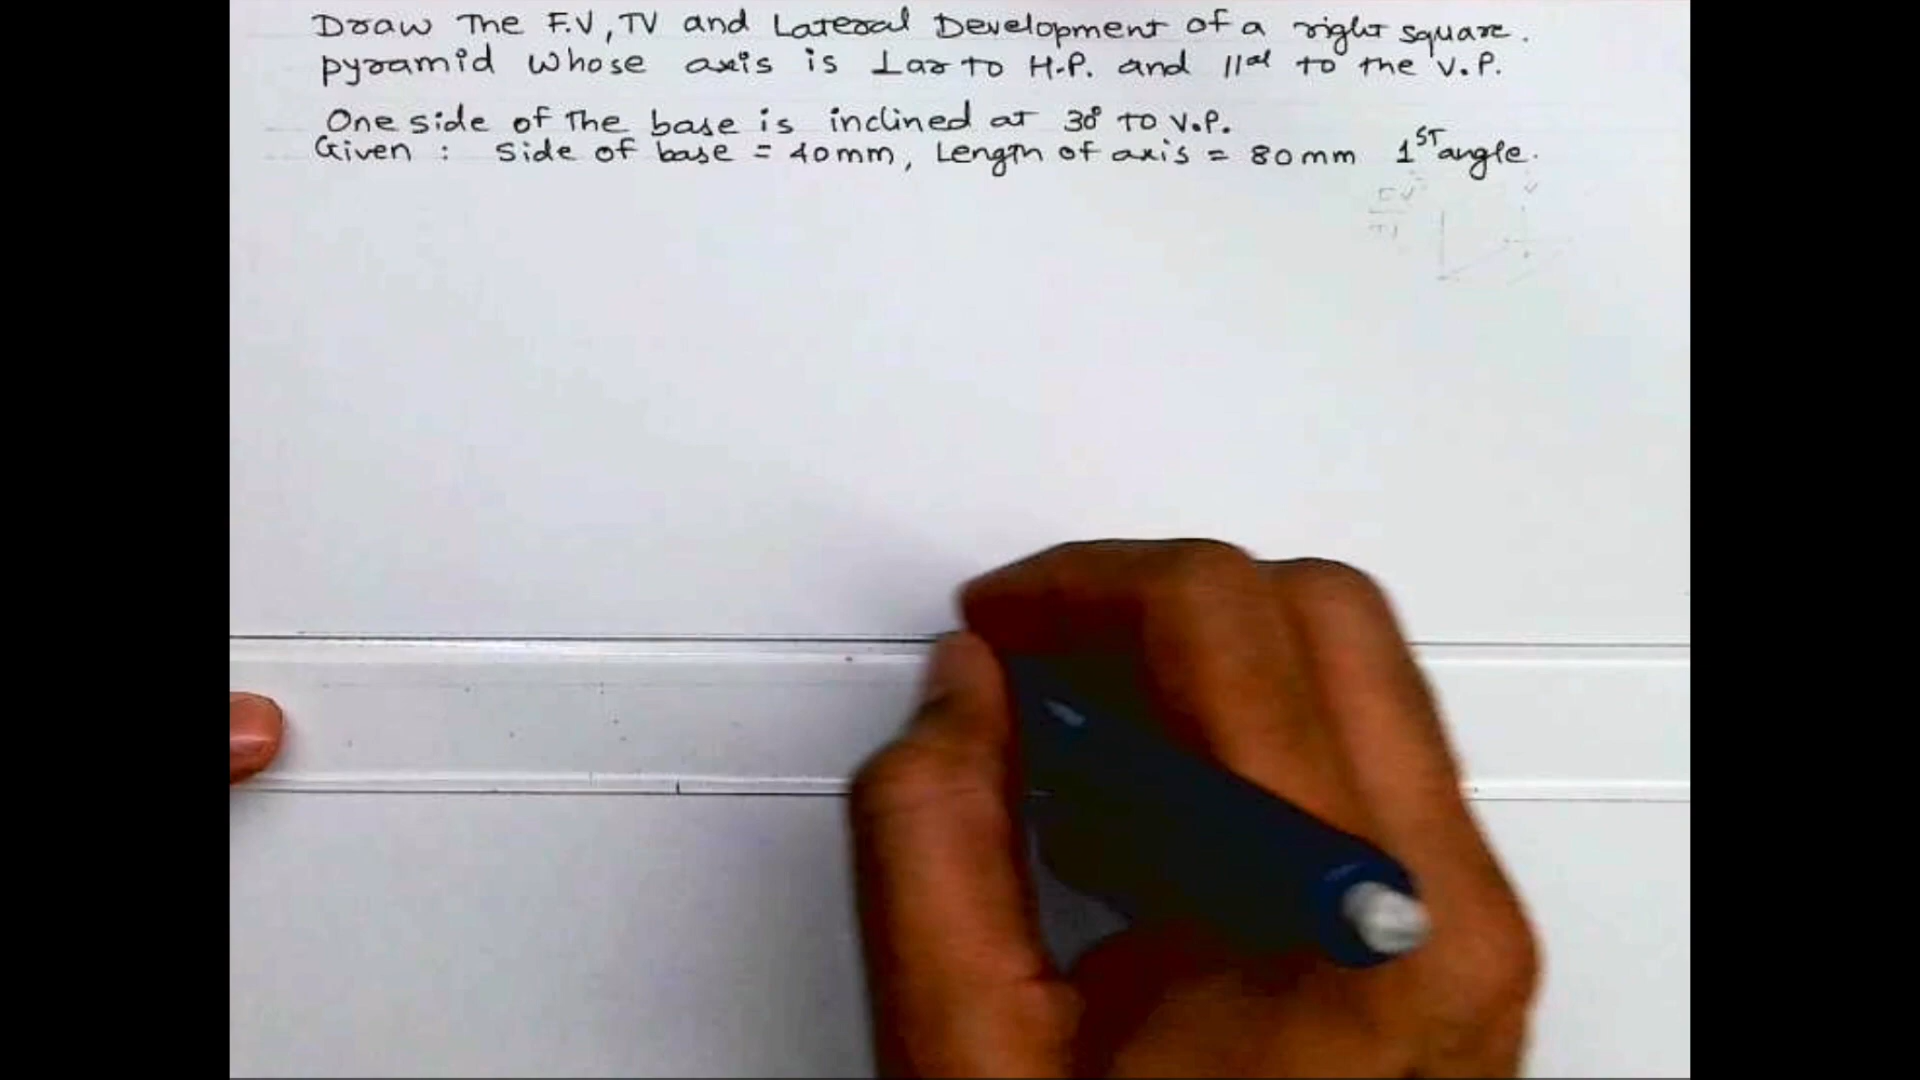 Draw The F.V, TV and Lateral Development of a right square.
pyramid whose axis is ⊥ar to H.P. and 11al to the V.P.
One side of The base is inclined at 30° to V.P.
Given : side of base = 40mm, Length of axis = 80mm 1ST angle.